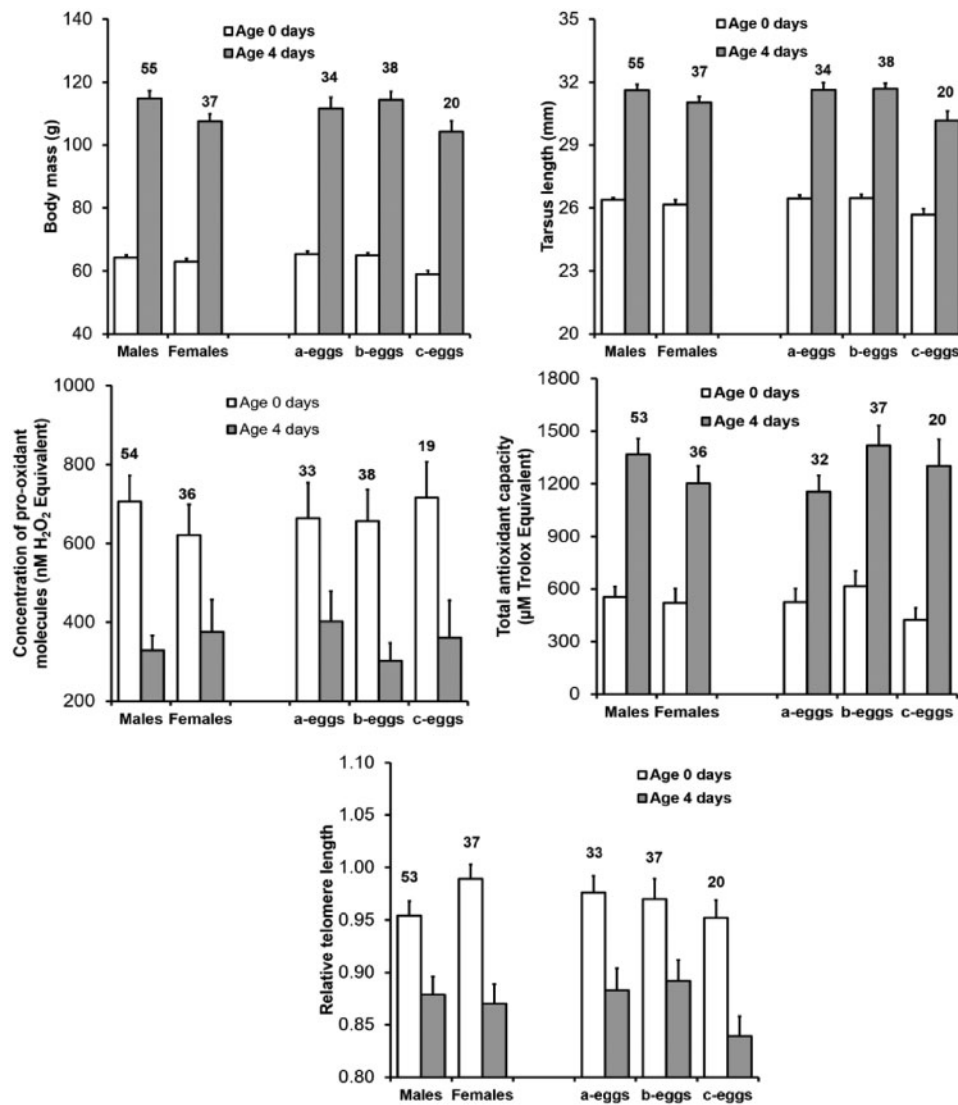 140
120
100
80
60
40
Body mass (g)
Age 0 days
Age 4 days
55
37
34
38
20
Males Females a-eggs b-eggs c-eggs
35
32
29
26
23
20
Tarsus length (mm)
Age 0 days
Age 4 days
55
37
34
38
20
Males Females a-eggs b-eggs c-eggs
1000
800
600
400
200
Concentration of pro-oxidant
molecules (nM H₂O₂ Equivalent)
Age 0 days
Age 4 days
54
36
33
38
19
Males Females a-eggs b-eggs c-eggs
1800
1500
1200
900
600
300
0
Total antioxidant capacity
(µM Trolox Equivalent)
Age 0 days
Age 4 days
53
36
32
37
20
Males Females a-eggs b-eggs c-eggs
1.10
1.05
1.00
0.95
0.90
0.85
0.80
Relative telomere length
Age 0 days
Age 4 days
53
37
33
37
20
Males Females a-eggs b-eggs c-eggs